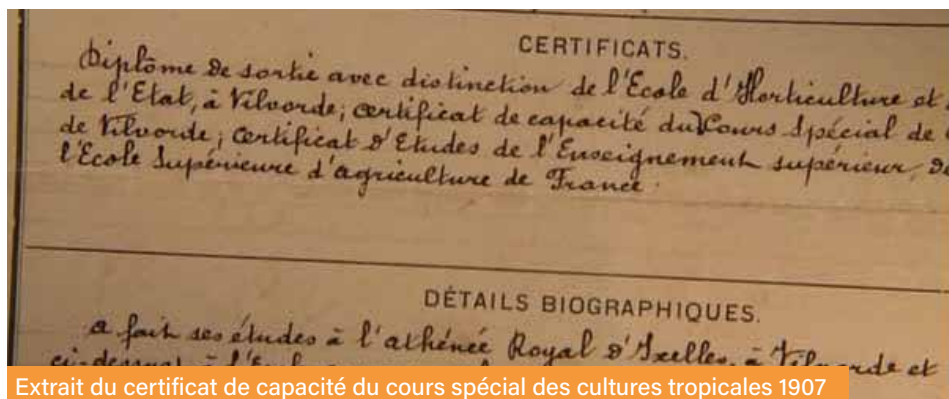 CERTIFICATS.
Diplôme de sortie avec distinction de l'Ecole d'Horticulture et
de l'Etat, à Vilvorde; certificat de capacité du Cours Spécial de
de Vilvorde; certificat d'Etudes de l'Enseignement supérieur, de
l'Ecole Supérieure d'agriculture de France.
DÉTAILS BIOGRAPHIQUES.
a fait ses études à l'athénée Royal d'Ixelles, à Vilvorde et
à l'
Extrait du certificat de capacité du cours spécial des cultures tropicales 1907